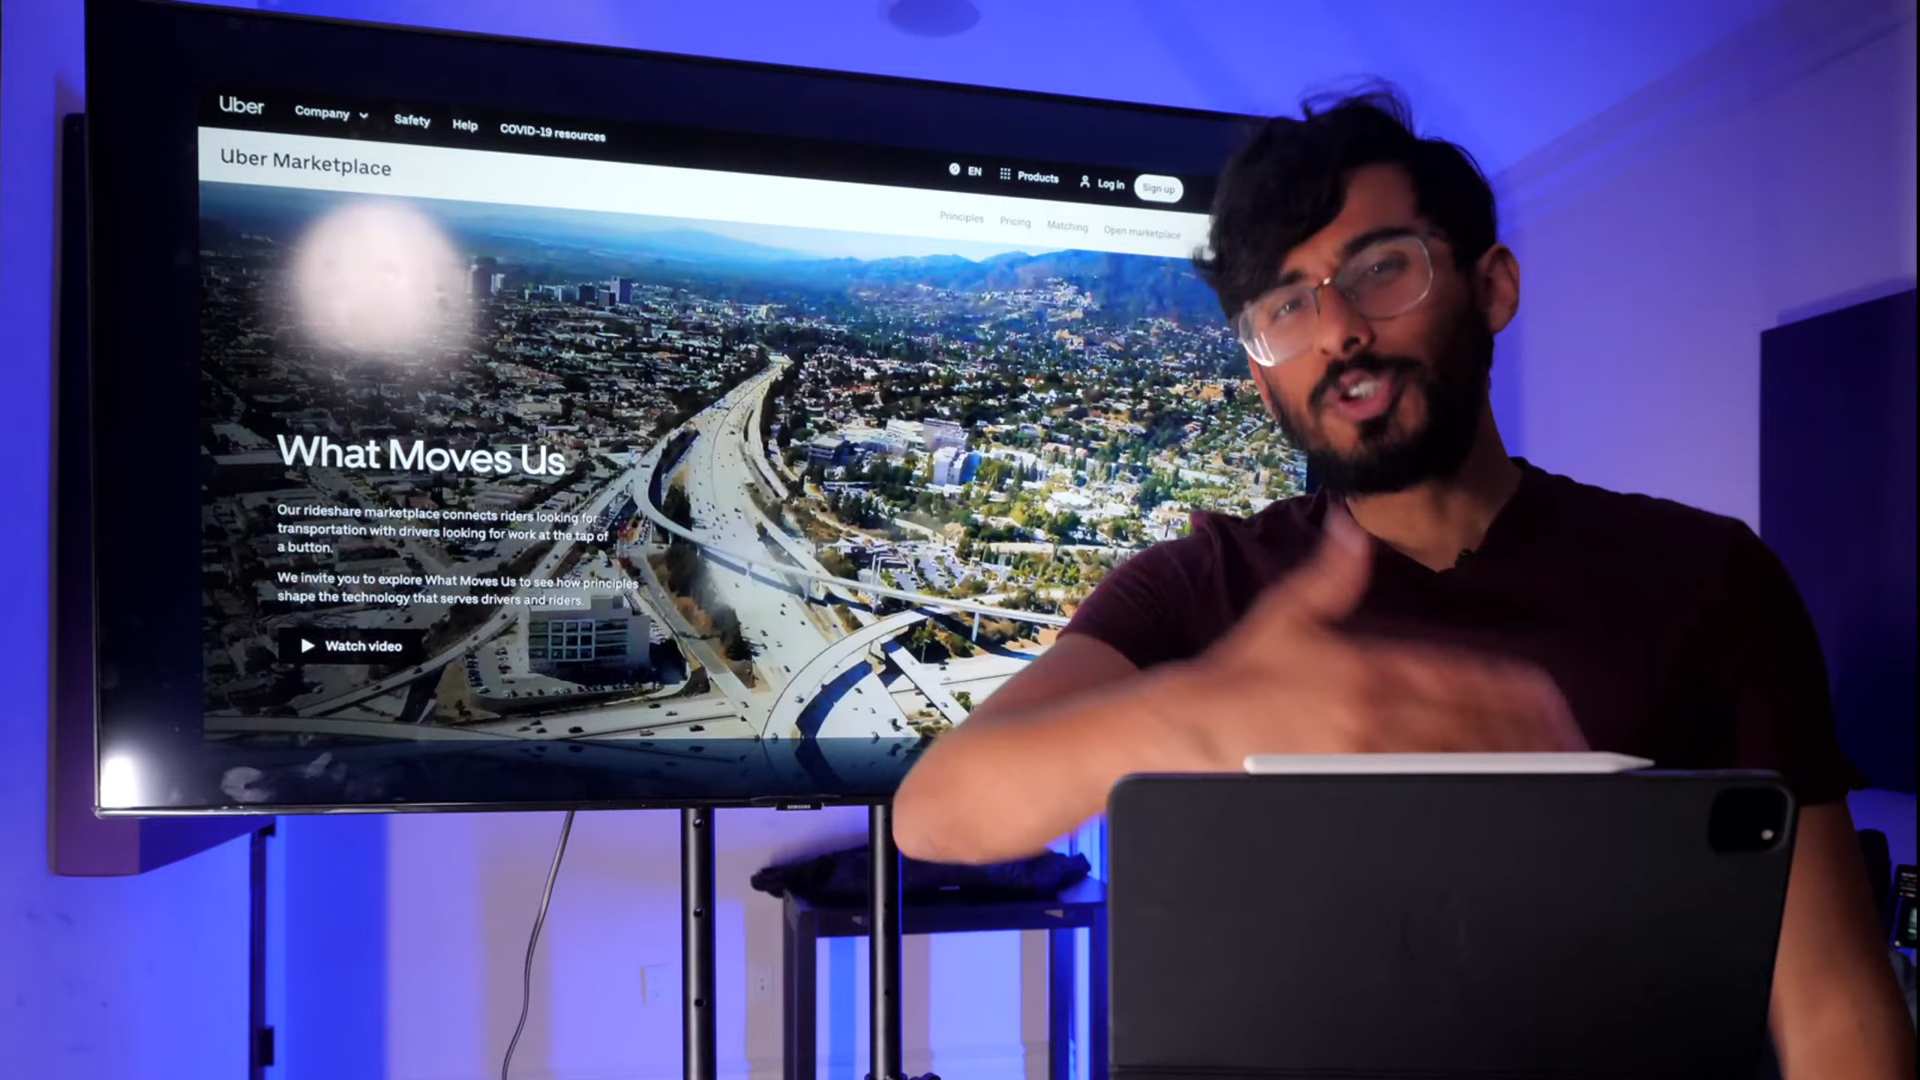 Uber
Company
Safety
Help
COVID-19 resources
EN
Products
Log in
Sign up
Uber Marketplace
Principles
Pricing
Matching
Open marketplace
What Moves Us
Our rideshare marketplace connects riders looking for
transportation with drivers looking for work at the tap of
a button.
We invite you to explore What Moves Us to see how principles
shape the technology that serves drivers and riders.
Watch video
SAMSUNG